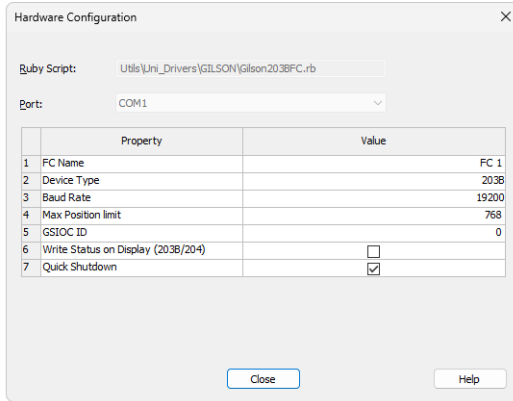 Hardware Configuration
Ruby Script: Utils\Uni_Drivers\GILSON\Gilson203BFC.rb
Port: COM1
Property Value
1 FC Name FC 1
2 Device Type 203B
3 Baud Rate 19200
4 Max Position limit 768
5 GSIOC ID 0
6 Write Status on Display (203B/204)
7 Quick Shutdown
Close Help